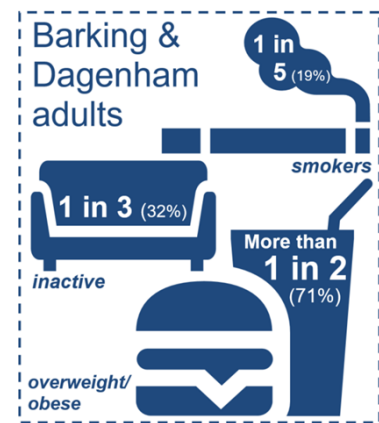 Barking &
Dagenham
adults
1 in
5 (19%)
smokers
1 in 3 (32%)
inactive
More than
1 in 2
(71%)
overweight/
obese